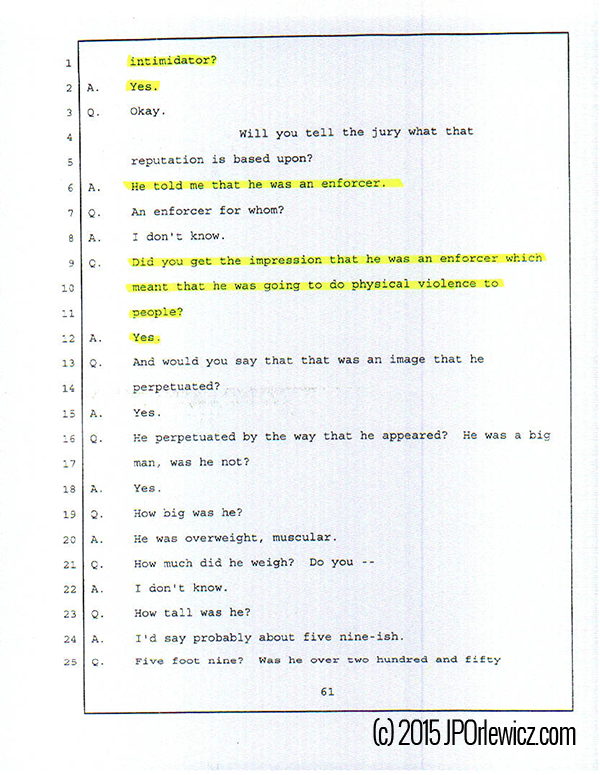 1 intimidator?
2 A. Yes.
3 Q. Okay.
4 Will you tell the jury what that
5 reputation is based upon?
6 A. He told me that he was an enforcer.
7 Q. An enforcer for whom?
8 A. I don't know.
9 Q. Did you get the impression that he was an enforcer which
10 meant that he was going to do physical violence to
11 people?
12 A. Yes.
13 Q. And would you say that that was an image that he
14 perpetuated?
15 A. Yes.
16 Q. He perpetuated by the way that he appeared? He was a big
17 man, was he not?
18 A. Yes.
19 Q. How big was he?
20 A. He was overweight, muscular.
21 Q. How much did he weigh? Do you --
22 A. I don't know.
23 Q. How tall was he?
24 A. I'd say probably about five nine-ish.
25 Q. Five foot nine? Was he over two hundred and fifty
61
(c) 2015 JPOrlewicz.com